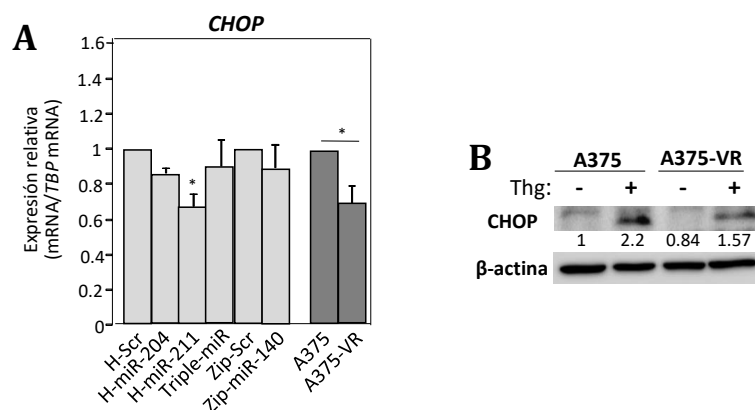 A
CHOP
Expresión relativa
(mRNA/TBP mRNA)
1.6
1.4
1.2
1
0.8
0.6
0.4
0.2
0
*
*
H-Scr
H-miR-204
H-miR-211
Triple-miR
Zip-Scr
Zip-miR-140
A375
A375-VR
B
A375 A375-VR
Thg: - + - +
CHOP
1 2.2 0.84 1.57
β-actina